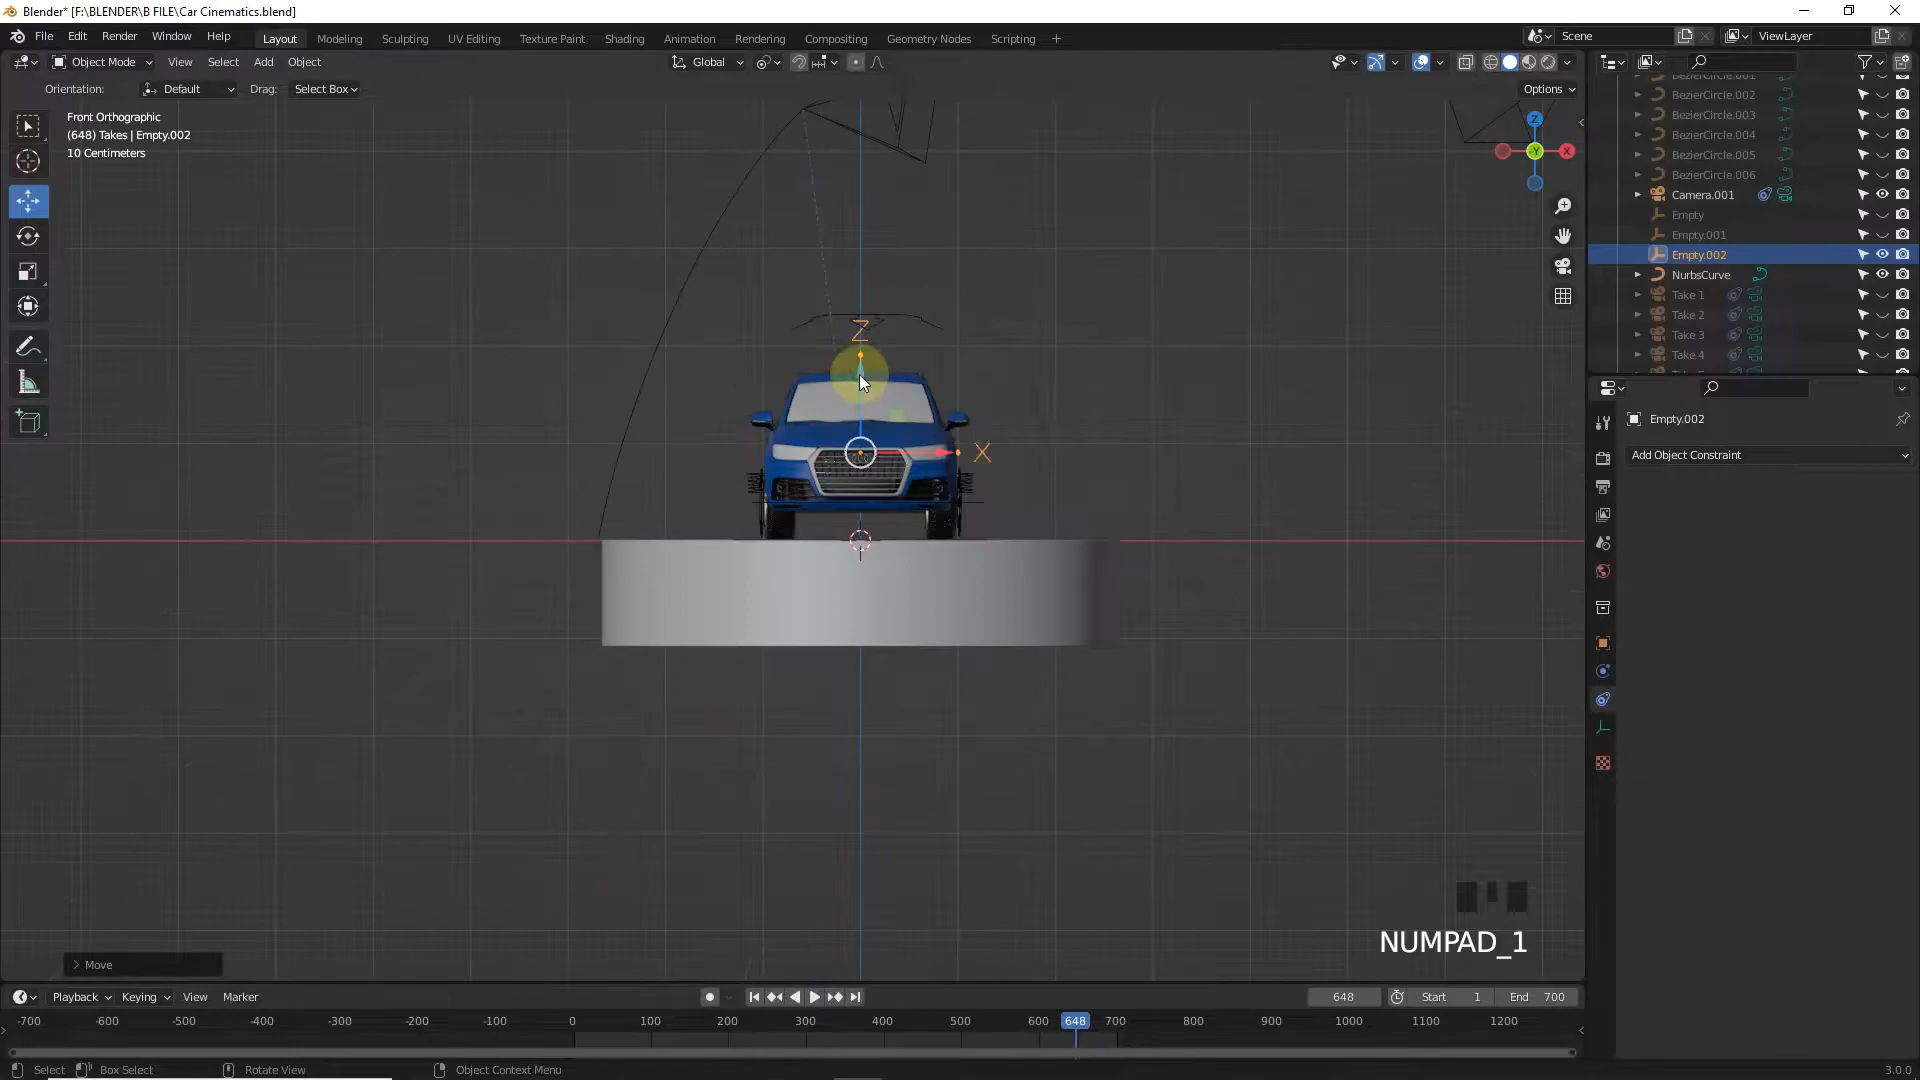 Blender* [F:\BLENDER\B FILE\Car Cinematics.blend]
File Edit Render Window Help Layout Modeling Sculpting UV Editing Texture Paint Shading Animation Rendering Compositing Geometry Nodes Scripting + Scene ViewLayer
Object Mode View Select Add Object Global
Orientation: Default Drag: Select Box Options
Front Orthographic
(648) Takes | Empty.002
10 Centimeters
Z
-Y
X
Z
X
BezierCircle.001
BezierCircle.002
BezierCircle.003
BezierCircle.004
BezierCircle.005
BezierCircle.006
Camera.001
Empty
Empty.001
Empty.002
NurbsCurve
Take 1
Take 2
Take 3
Take 4
Empty.002
Add Object Constraint
NUMPAD_1
> Move
Playback Keying View Marker 648 Start 1 End 700
-700 -600 -500 -400 -300 -200 -100 0 100 200 300 400 500 600 648 700 800 900 1000 1100 1200
Select Box Select Rotate View Object Context Menu 3.0.0